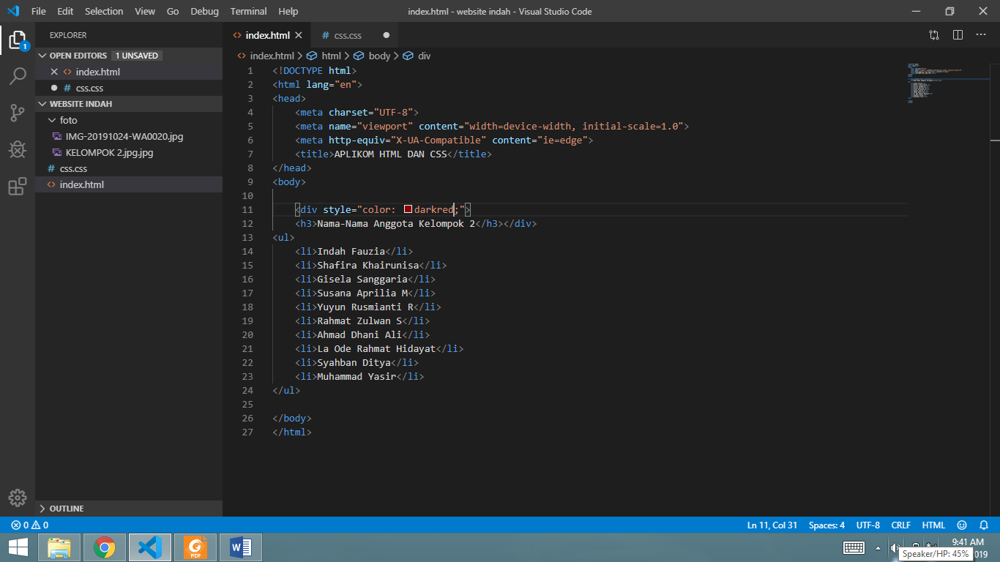 File Edit Selection View Go Debug Terminal Help index.html - website indah - Visual Studio Code
EXPLORER
OPEN EDITORS 1 UNSAVED
index.html
css.css
WEBSITE INDAH
foto
IMG-20191024-WA0020.jpg
KELOMPOK 2.jpg.jpg
css.css
index.html
OUTLINE
1
index.html
# css.css
index.html > html > body > div
1 <!DOCTYPE html>
2 <html lang="en">
3 <head>
4 <meta charset="UTF-8">
5 <meta name="viewport" content="width=device-width, initial-scale=1.0">
6 <meta http-equiv="X-UA-Compatible" content="ie=edge">
7 <title>APLIKOM HTML DAN CSS</title>
8 </head>
9 <body>
10
11 <div style="color: darkred;">
12 <h3>Nama-Nama Anggota Kelompok 2</h3></div>
13 <ul>
14 <li>Indah Fauzia</li>
15 <li>Shafira Khairunisa</li>
16 <li>Gisela Sanggaria</li>
17 <li>Susana Aprilia M</li>
18 <li>Yuyun Rusmianti R</li>
19 <li>Rahmat Zulwan S</li>
20 <li>Ahmad Dhani Ali</li>
21 <li>La Ode Rahmat Hidayat</li>
22 <li>Syahban Ditya</li>
23 <li>Muhammad Yasir</li>
24 </ul>
25
26 </body>
27 </html>
0 0 Ln 11, Col 31 Spaces: 4 UTF-8 CRLF HTML
PDF
9:41 AM
Speaker/HP: 45%